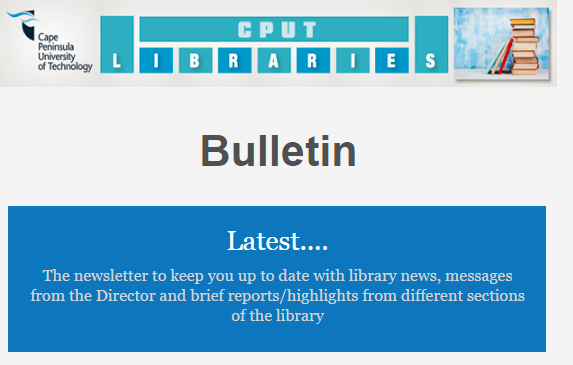 Cape
Peninsula
University
of Technology
CPUT
LIBRARIES
Bulletin
Latest....
The newsletter to keep you up to date with library news, messages
from the Director and brief reports/highlights from different sections
of the library